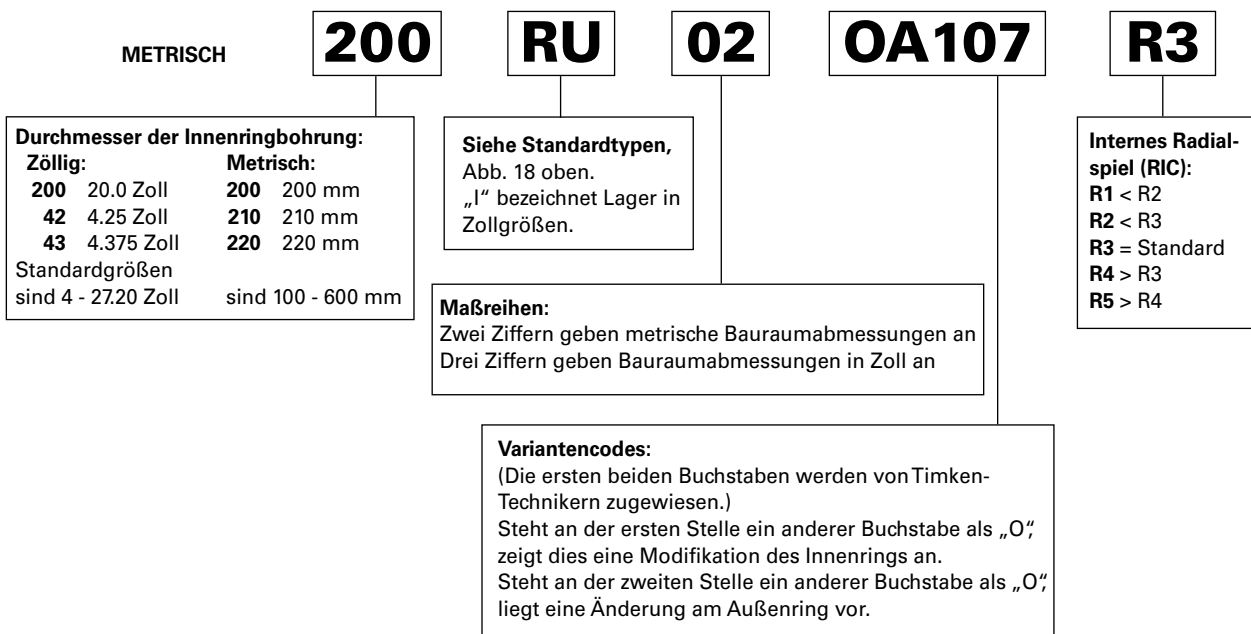 METRISCH
200
RU
02
OA107
R3
Durchmesser der Innenringbohrung:
Zöllig: Metrisch:
200 20.0 Zoll 200 200 mm
42 4.25 Zoll 210 210 mm
43 4.375 Zoll 220 220 mm
Standardgrößen
sind 4 - 27.20 Zoll sind 100 - 600 mm
Siehe Standardtypen,
Abb. 18 oben.
„I“ bezeichnet Lager in
Zollgrößen.
Internes Radial-
spiel (RIC):
R1 < R2
R2 < R3
R3 = Standard
R4 > R3
R5 > R4
Maßreihen:
Zwei Ziffern geben metrische Bauraumabmessungen an
Drei Ziffern geben Bauraumabmessungen in Zoll an
Variantencodes:
(Die ersten beiden Buchstaben werden von Timken-
Technikern zugewiesen.)
Steht an der ersten Stelle ein anderer Buchstabe als „O“,
zeigt dies eine Modifikation des Innenrings an.
Steht an der zweiten Stelle ein anderer Buchstabe als „O“,
liegt eine Änderung am Außenring vor.